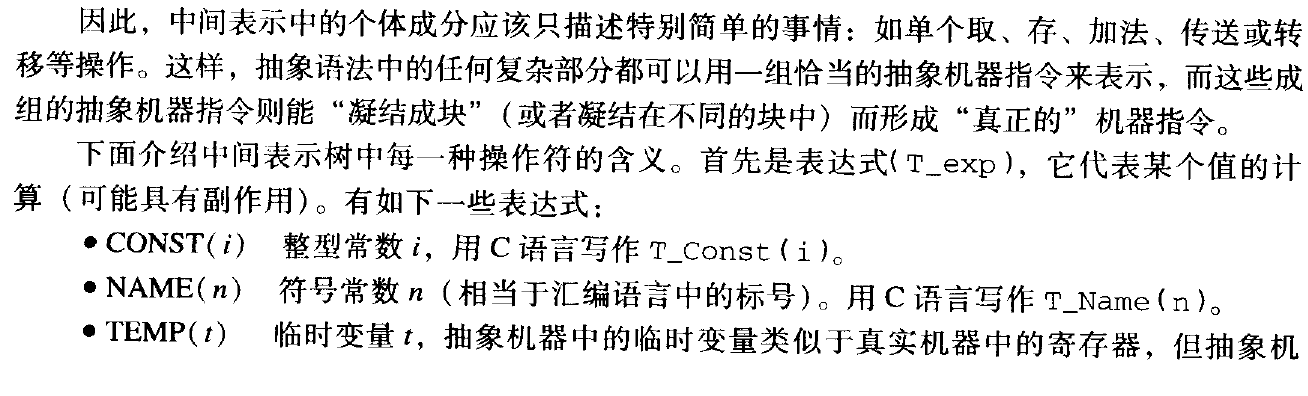 因此，中间表示中的个体成分应该只描述特别简单的事情：如单个取、存、加法、传送或转
移等操作。这样，抽象语法中的任何复杂部分都可以用一组恰当的抽象机器指令来表示，而这些成
组的抽象机器指令则能“凝结成块”（或者凝结在不同的块中）而形成“真正的”机器指令。
下面介绍中间表示树中每一种操作符的含义。首先是表达式(T_exp)，它代表某个值的计
算（可能具有副作用）。有如下一些表达式：
● CONST(i) 整型常数 i，用 C 语言写作 T_Const(i)。
● NAME(n) 符号常数 n（相当于汇编语言中的标号）。用 C 语言写作 T_Name(n)。
● TEMP(t) 临时变量 t，抽象机器中的临时变量类似于真实机器中的寄存器，但抽象机